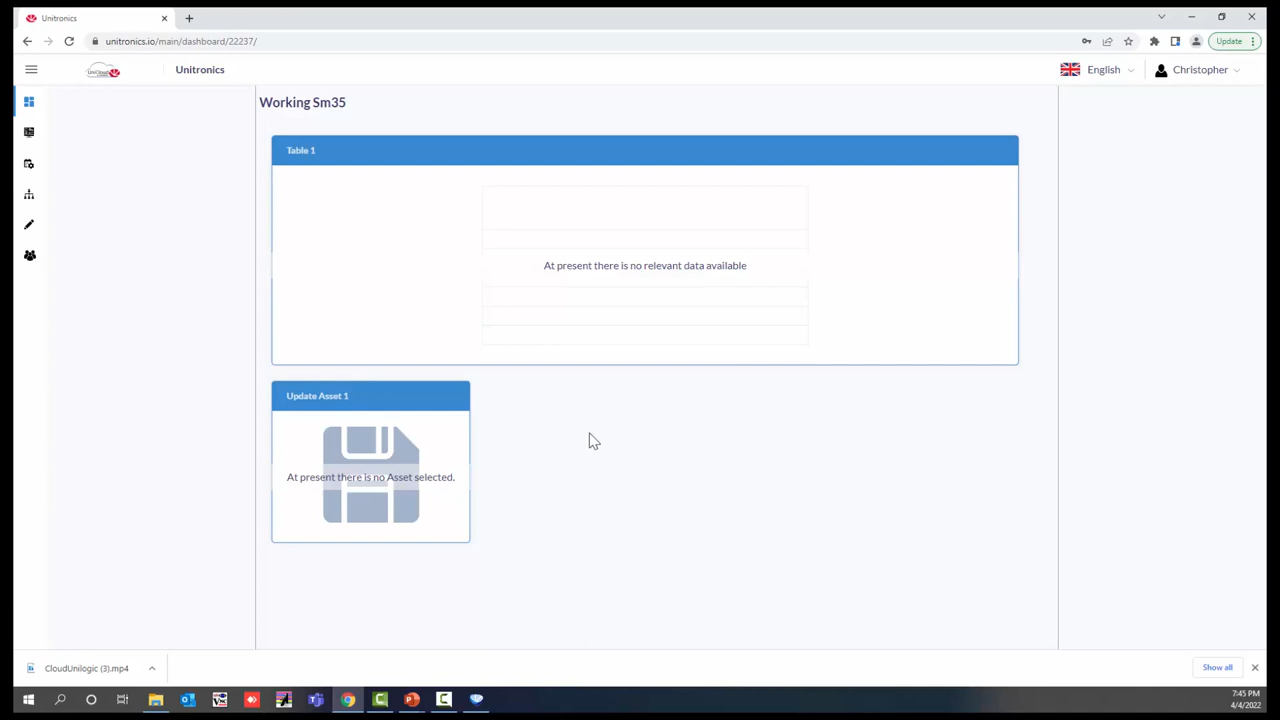 Unitronics
unitronics.io/main/dashboard/22237/
Update
UniCloud
Unitronics
English
Christopher
Working Sm35
Table 1
At present there is no relevant data available
Update Asset 1
At present there is no Asset selected.
CloudUnilogic (3).mp4
Show all
7:45 PM
4/4/2022